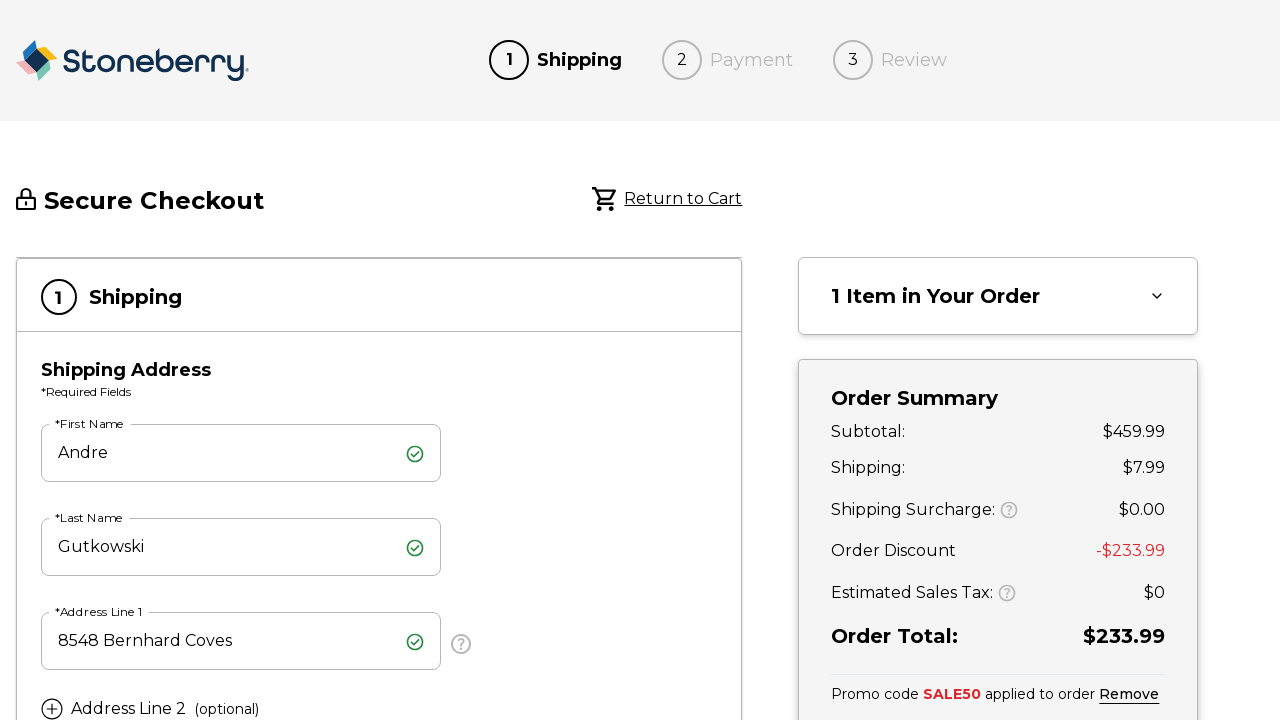 Stoneberry
1 Shipping
2 Payment
3 Review
Secure Checkout
Return to Cart
1 Shipping
Shipping Address
*Required Fields
*First Name
Andre
*Last Name
Gutkowski
*Address Line 1
8548 Bernhard Coves
?
Address Line 2 (optional)
1 Item in Your Order
Order Summary
Subtotal: $459.99
Shipping: $7.99
Shipping Surcharge: ? $0.00
Order Discount -$233.99
Estimated Sales Tax: ? $0
Order Total: $233.99
Promo code SALE50 applied to order Remove